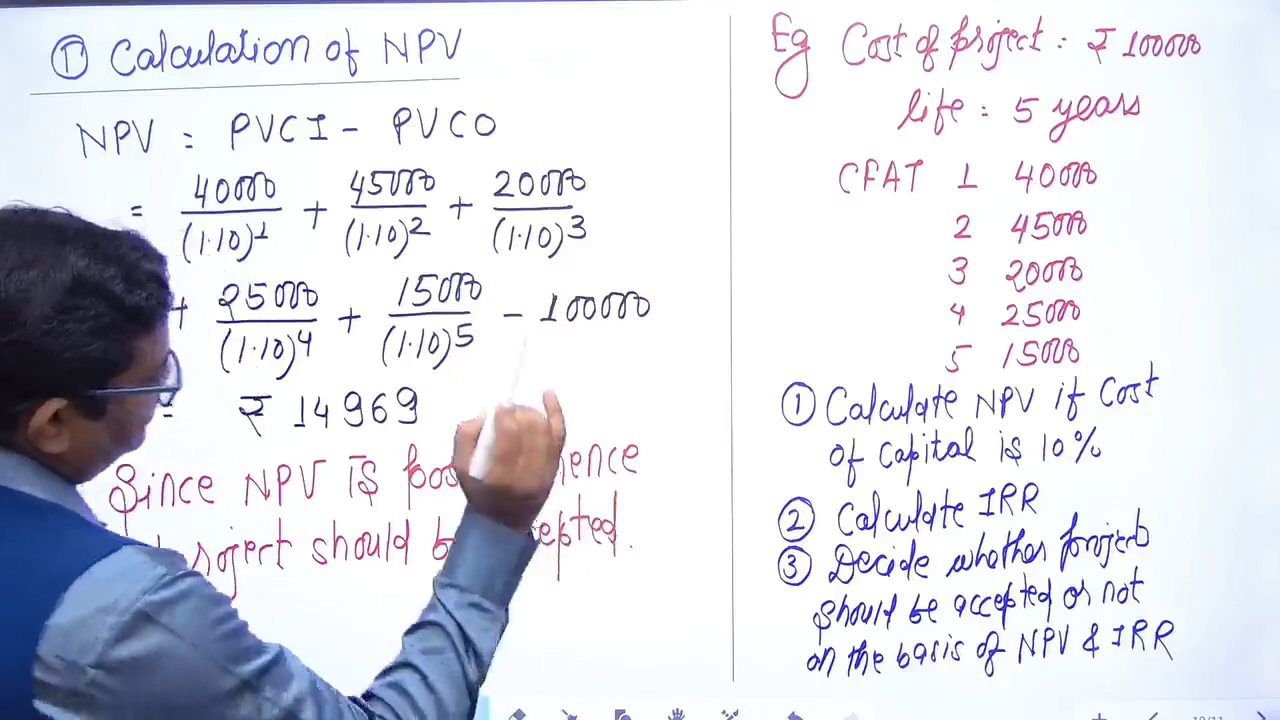 ① Calculation of NPV
NPV = PVCI - PVCO
= 40000/(1.10)^1 + 45000/(1.10)^2 + 20000/(1.10)^3
+ 25000/(1.10)^4 + 15000/(1.10)^5 - 100000
= ₹ 14969
Since NPV is hence
project should be
Eg Cost of project : ₹ 100000
life : 5 years
CFAT 1 40000
2 45000
3 20000
4 25000
5 15000
① Calculate NPV if Cost
of Capital is 10%
② Calculate IRR
③ Decide whether project
should be accepted or not
on the basis of NPV & IRR